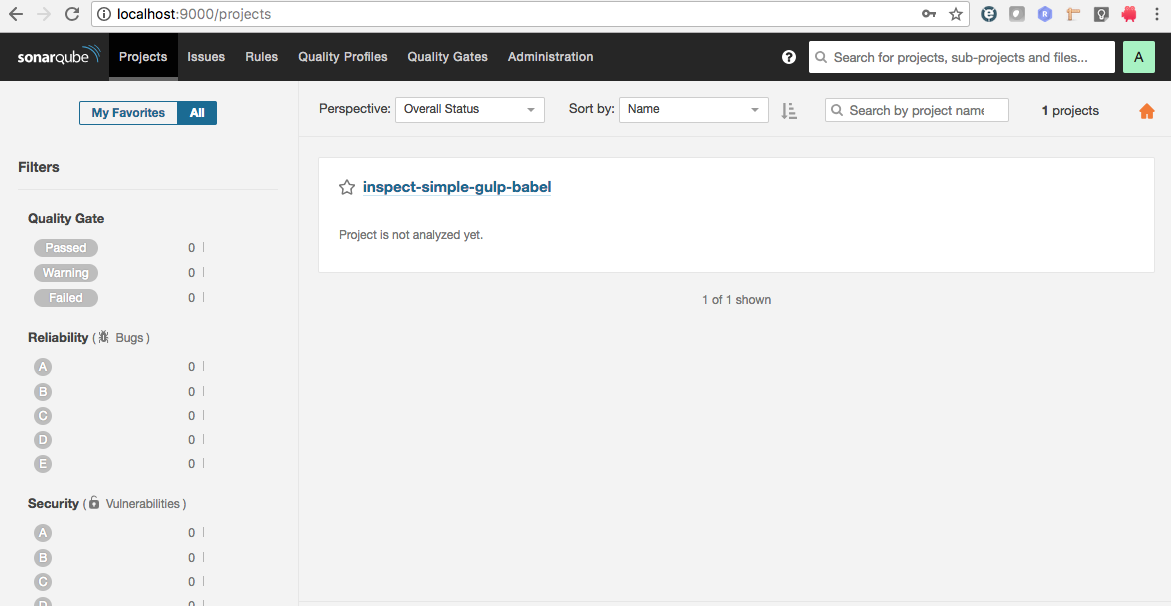 localhost:9000/projects
sonarqube Projects Issues Rules Quality Profiles Quality Gates Administration ? Search for projects, sub-projects and files... A
My Favorites All
Perspective: Overall Status Sort by: Name Search by project name 1 projects
Filters
inspect-simple-gulp-babel
Project is not analyzed yet.
1 of 1 shown
Quality Gate
Passed 0
Warning 0
Failed 0
Reliability ( Bugs )
A 0
B 0
C 0
D 0
E 0
Security ( Vulnerabilities )
A 0
B 0
C 0
D 0